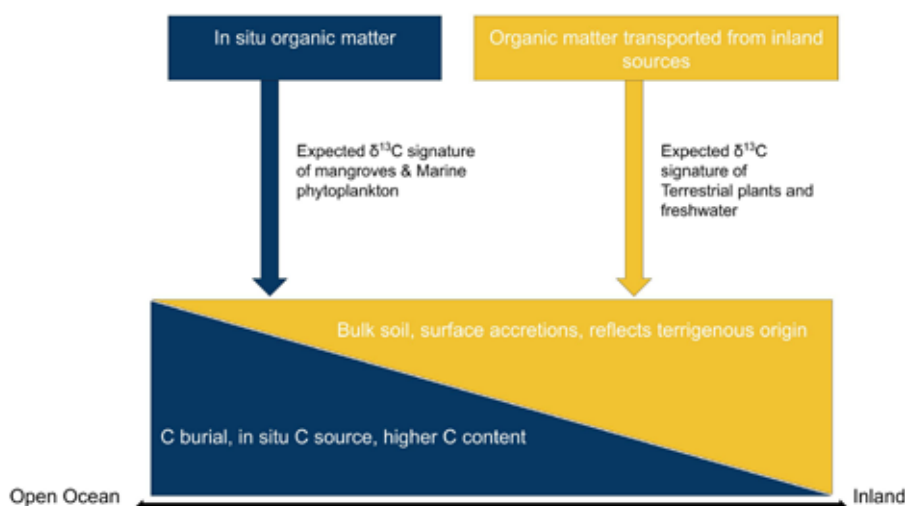 In situ organic matter
Organic matter transported from inland
sources
Expected δ¹³C signature
of mangroves & Marine
phytoplankton
Expected δ¹³C
signature of
Terrestrial plants and
freshwater
Bulk soil, surface accretions, reflects terrigenous origin
C burial, in situ C source, higher C content
Open Ocean
Inland